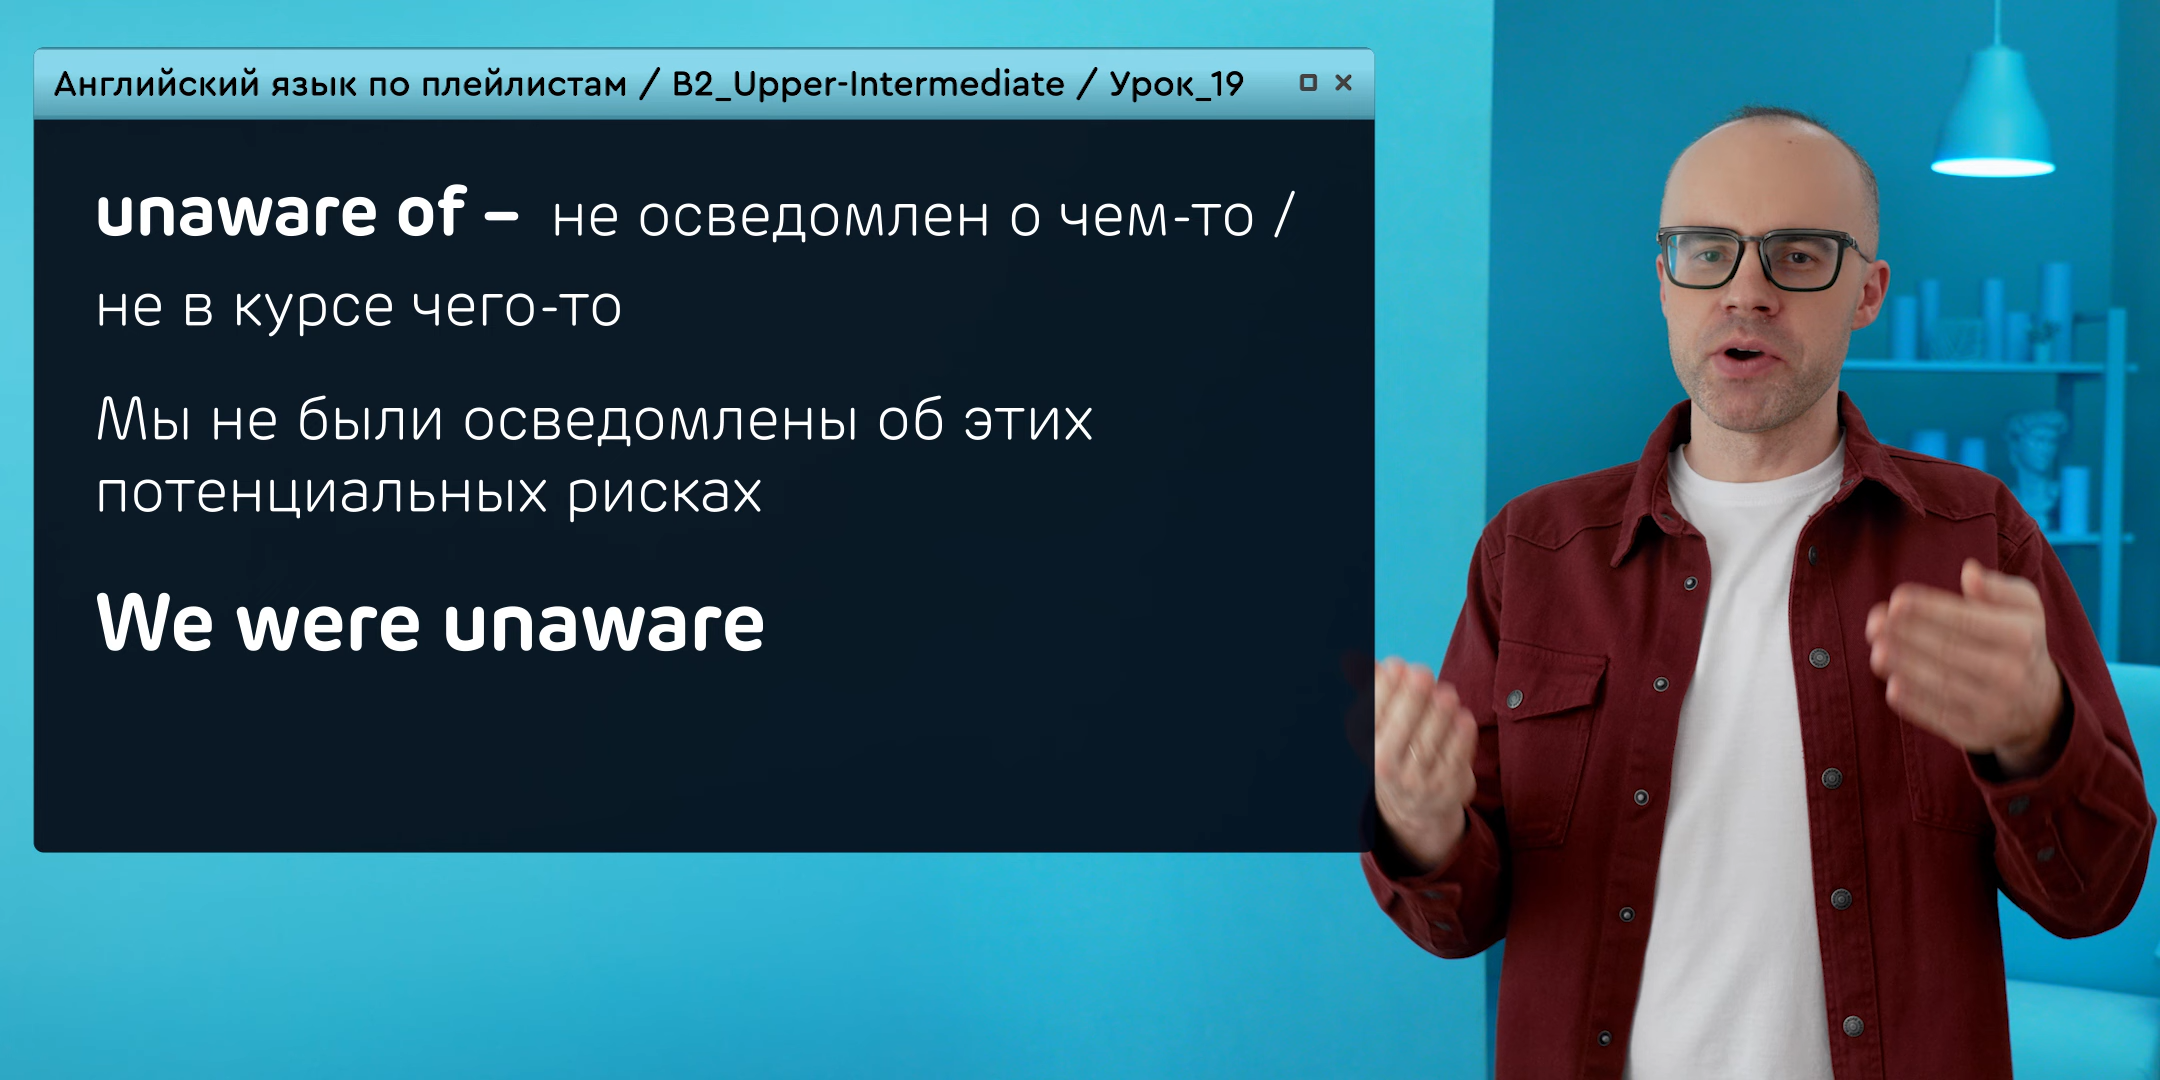 Английский язык по плейлистам / B2_Upper-Intermediate / Урок_19
unaware of – не осведомлен о чем-то /
не в курсе чего-то
Мы не были осведомлены об этих
потенциальных рисках
We were unaware